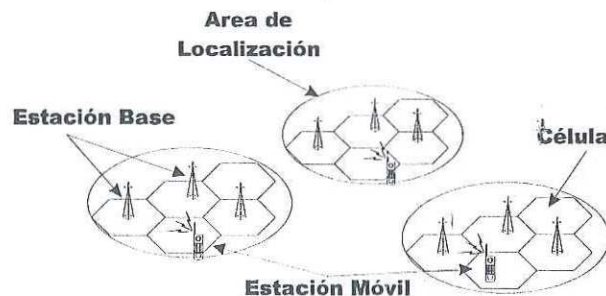 Area de
Localización
Estación Base
Célula
Estación Móvil